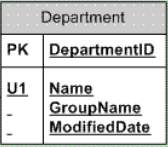 Department
PK DepartmentID
U1 Name
GroupName
ModifiedDate